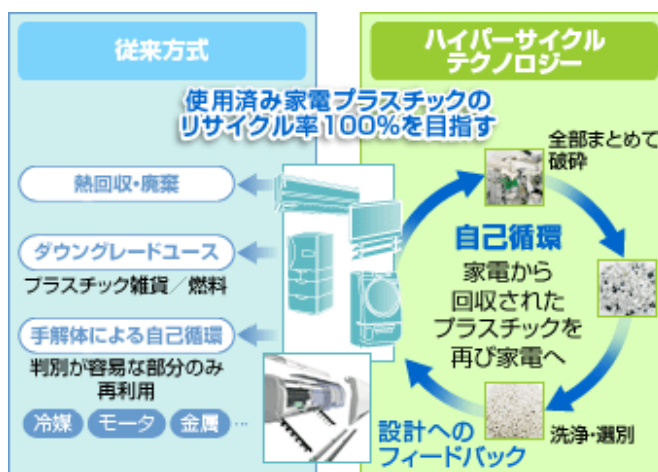 従来方式
ハイパーサイクル
テクノロジー
使用済み家電プラスチックの
リサイクル率100%を目指す
熱回収・廃棄
ダウングレードユース
プラスチック雑貨／燃料
手解体による自己循環
判別が容易な部分のみ
再利用
冷媒 モータ 金属 …
全部まとめて
破砕
自己循環
家電から
回収された
プラスチックを
再び家電へ
洗浄・選別
設計への
フィードバック